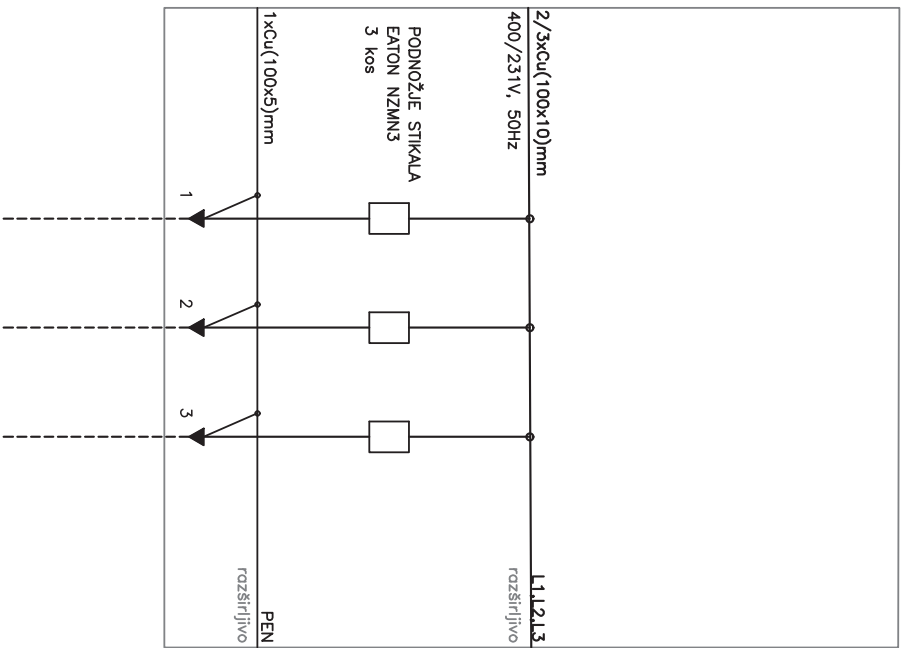 2/3xCu(100x10)mm
400/231V, 50Hz
L1,L2,L3
razširljivo
PODNOŽJE STIKALA
EATON NZMN3
3 kos
1xCu(100x5)mm
PEN
razširljivo
1
2
3